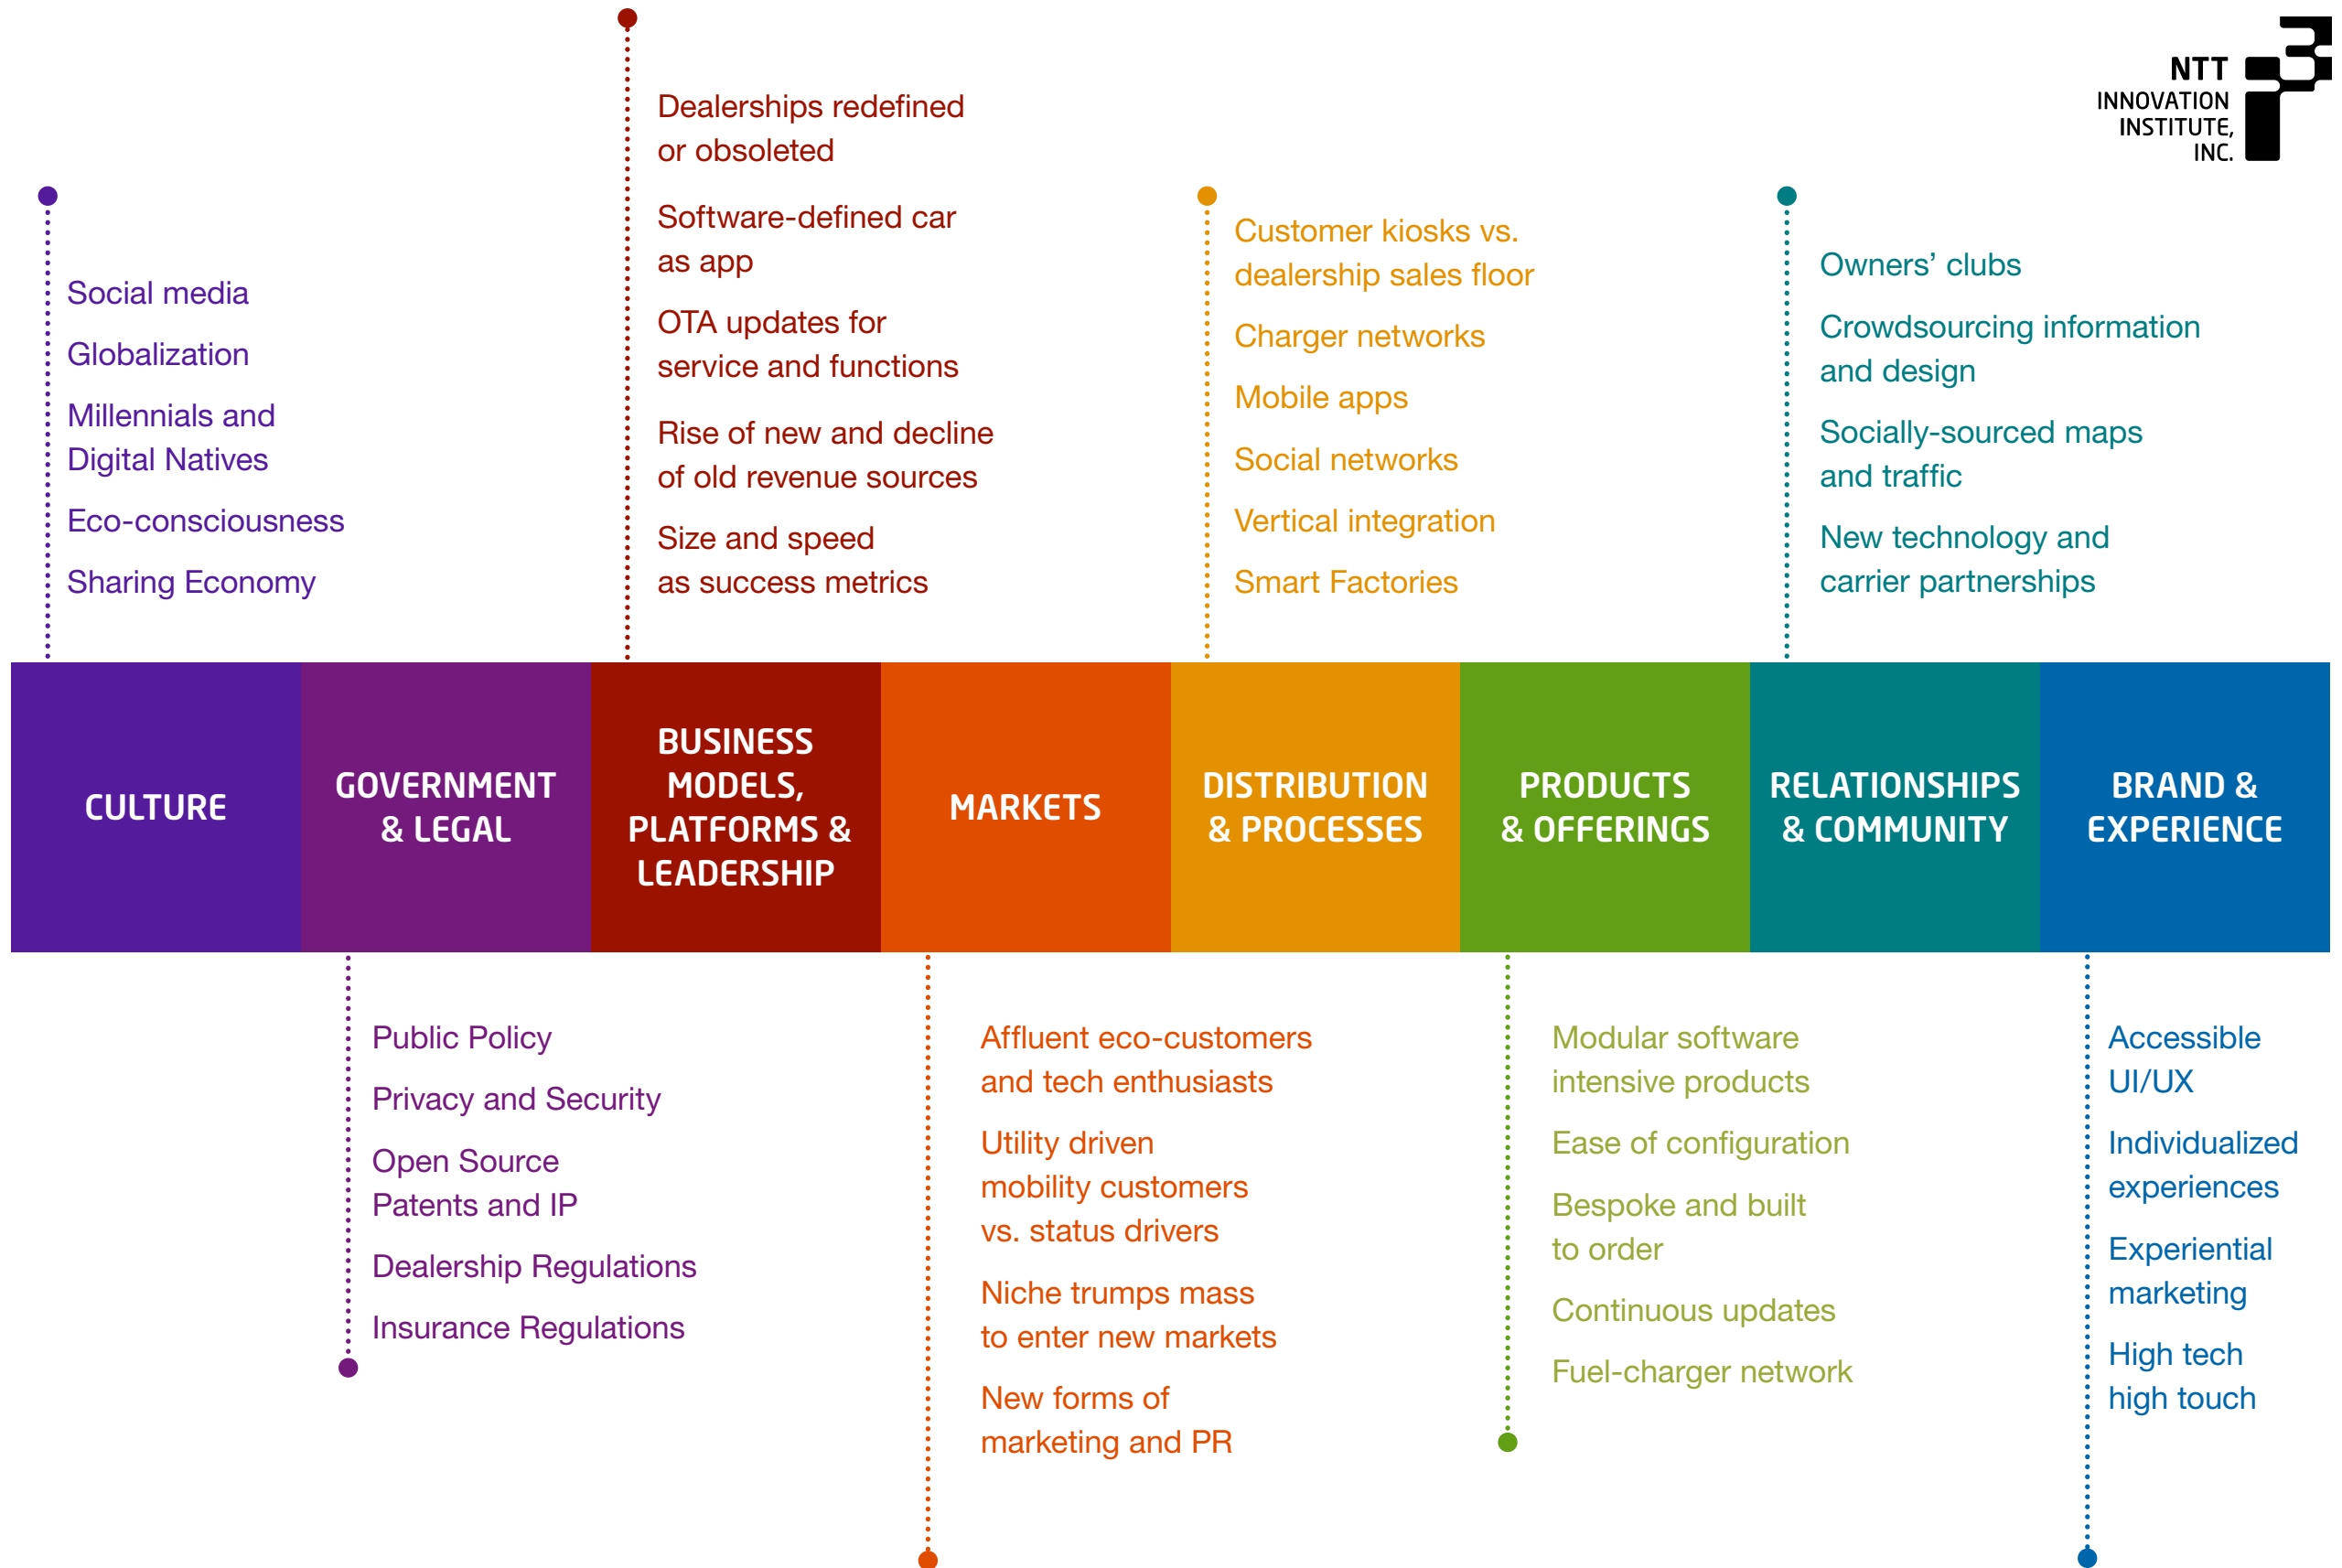 NTT
INNOVATION
INSTITUTE,
INC.
Social media
Globalization
Millennials and
Digital Natives
Eco-consciousness
Sharing Economy
Dealerships redefined
or obsoleted
Software-defined car
as app
OTA updates for
service and functions
Rise of new and decline
of old revenue sources
Size and speed
as success metrics
Customer kiosks vs.
dealership sales floor
Charger networks
Mobile apps
Social networks
Vertical integration
Smart Factories
Owners’ clubs
Crowdsourcing information
and design
Socially-sourced maps
and traffic
New technology and
carrier partnerships
CULTURE
GOVERNMENT
& LEGAL
BUSINESS
MODELS,
PLATFORMS &
LEADERSHIP
MARKETS
DISTRIBUTION
& PROCESSES
PRODUCTS
& OFFERINGS
RELATIONSHIPS
& COMMUNITY
BRAND &
EXPERIENCE
Public Policy
Privacy and Security
Open Source
Patents and IP
Dealership Regulations
Insurance Regulations
Affluent eco-customers
and tech enthusiasts
Utility driven
mobility customers
vs. status drivers
Niche trumps mass
to enter new markets
New forms of
marketing and PR
Modular software
intensive products
Ease of configuration
Bespoke and built
to order
Continuous updates
Fuel-charger network
Accessible
UI/UX
Individualized
experiences
Experiential
marketing
High tech
high touch